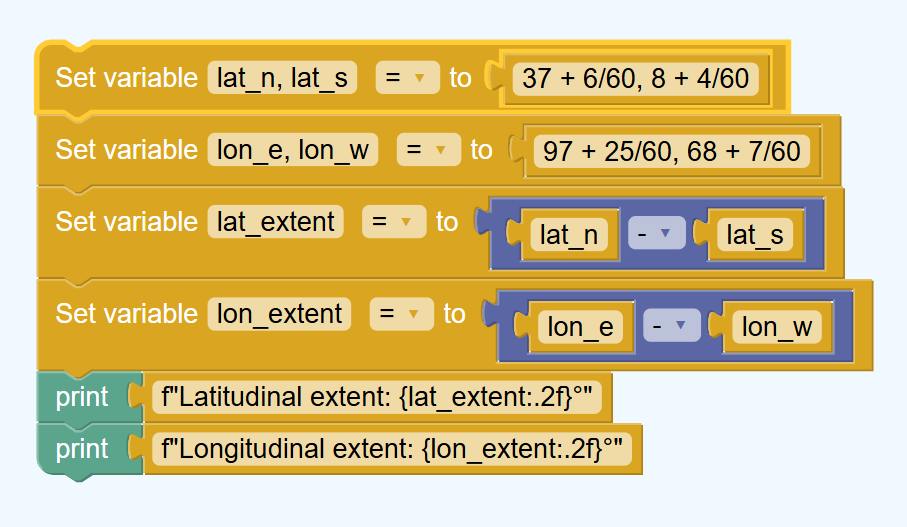 Set variable lat_n, lat_s = to 37 + 6/60, 8 + 4/60
Set variable lon_e, lon_w = to 97 + 25/60, 68 + 7/60
Set variable lat_extent = to lat_n - lat_s
Set variable lon_extent = to lon_e - lon_w
print f"Latitudinal extent: {lat_extent:.2f}°"
print f"Longitudinal extent: {lon_extent:.2f}°"